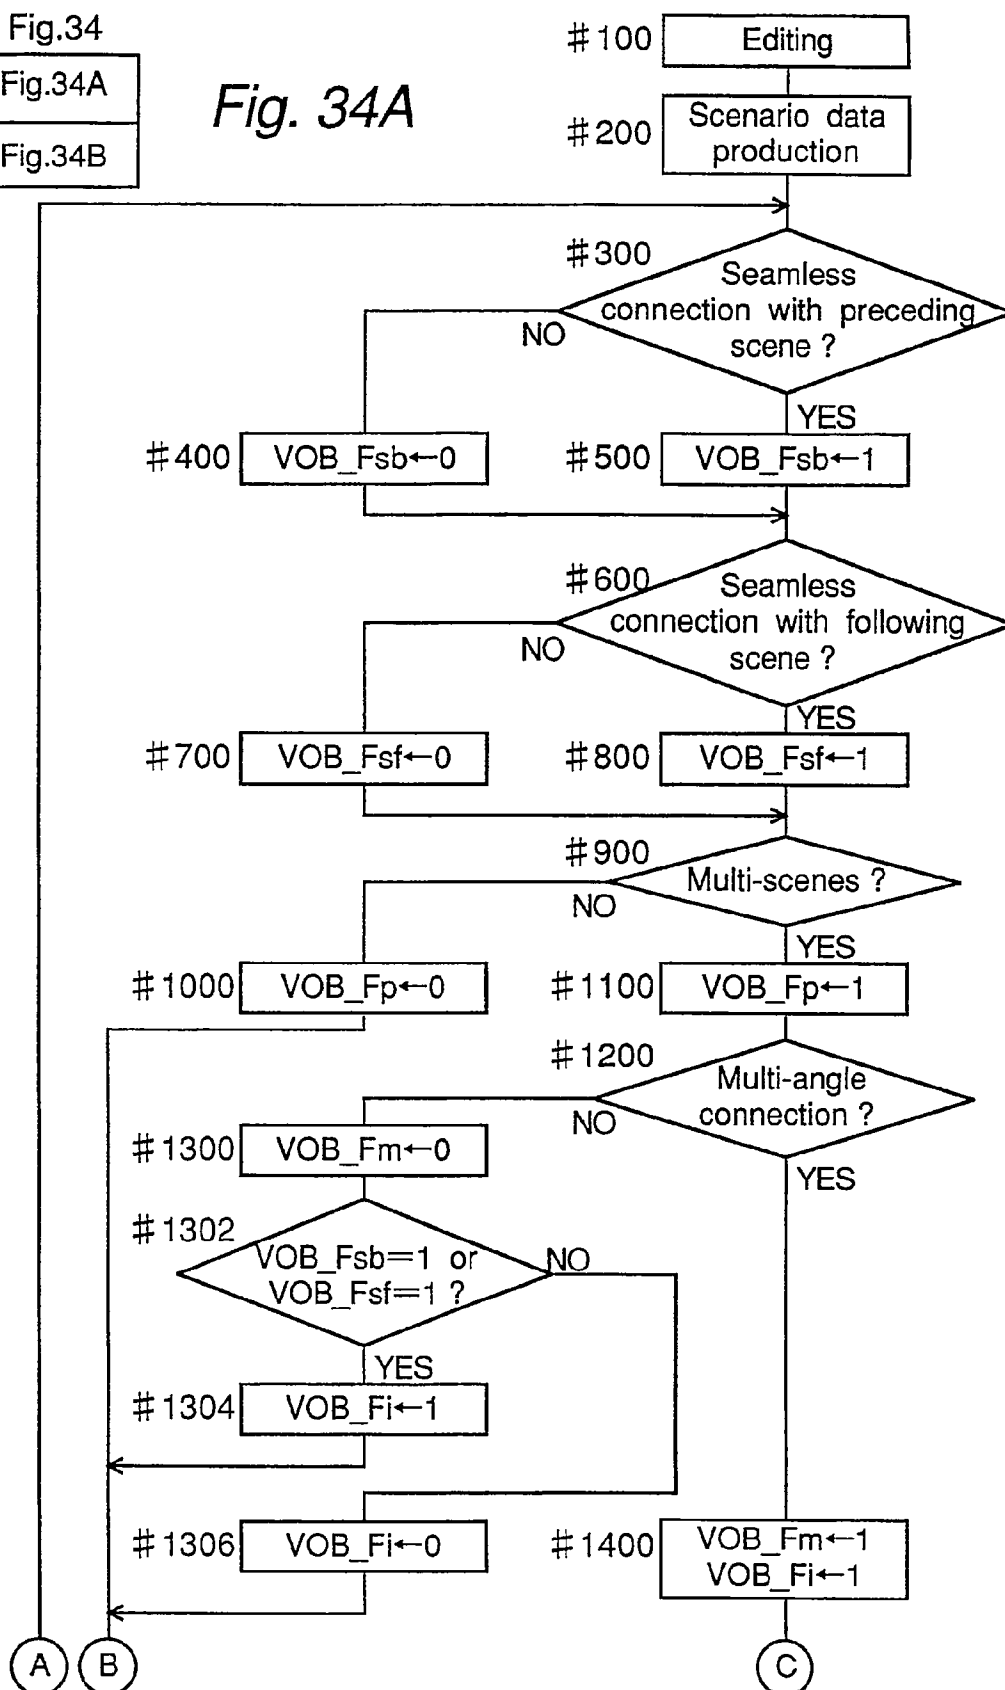 Fig.34
Fig.34A
Fig.34B
Fig. 34A
#100 Editing
#200 Scenario data
production
#300
Seamless
connection with preceding
scene ?
NO
YES
#400 VOB_Fsb←0
#500 VOB_Fsb←1
#600
Seamless
connection with following
scene ?
NO
YES
#700 VOB_Fsf←0
#800 VOB_Fsf←1
#900
Multi-scenes ?
NO
YES
#1000 VOB_Fp←0
#1100 VOB_Fp←1
#1200
Multi-angle
connection ?
NO
YES
#1300 VOB_Fm←0
#1302
VOB_Fsb=1 or
VOB_Fsf=1 ?
NO
YES
#1304 VOB_Fi←1
#1306 VOB_Fi←0
#1400 VOB_Fm←1
VOB_Fi←1
A
B
C